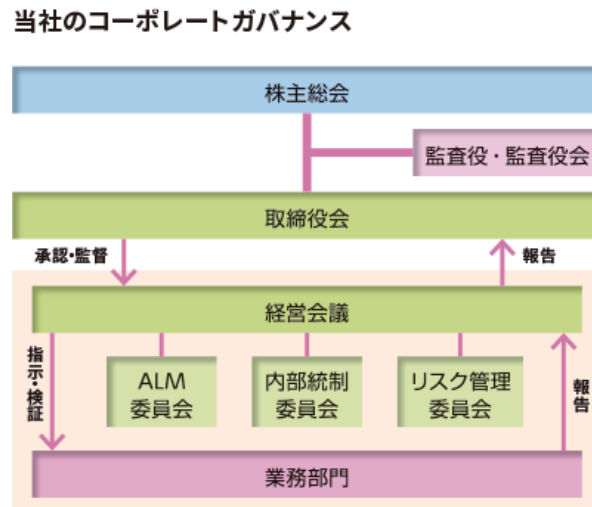 当社のコーポレートガバナンス
株主総会
監査役・監査役会
取締役会
承認・監督
報告
経営会議
指示・検証
ALM
委員会
内部統制
委員会
リスク管理
委員会
報告
業務部門